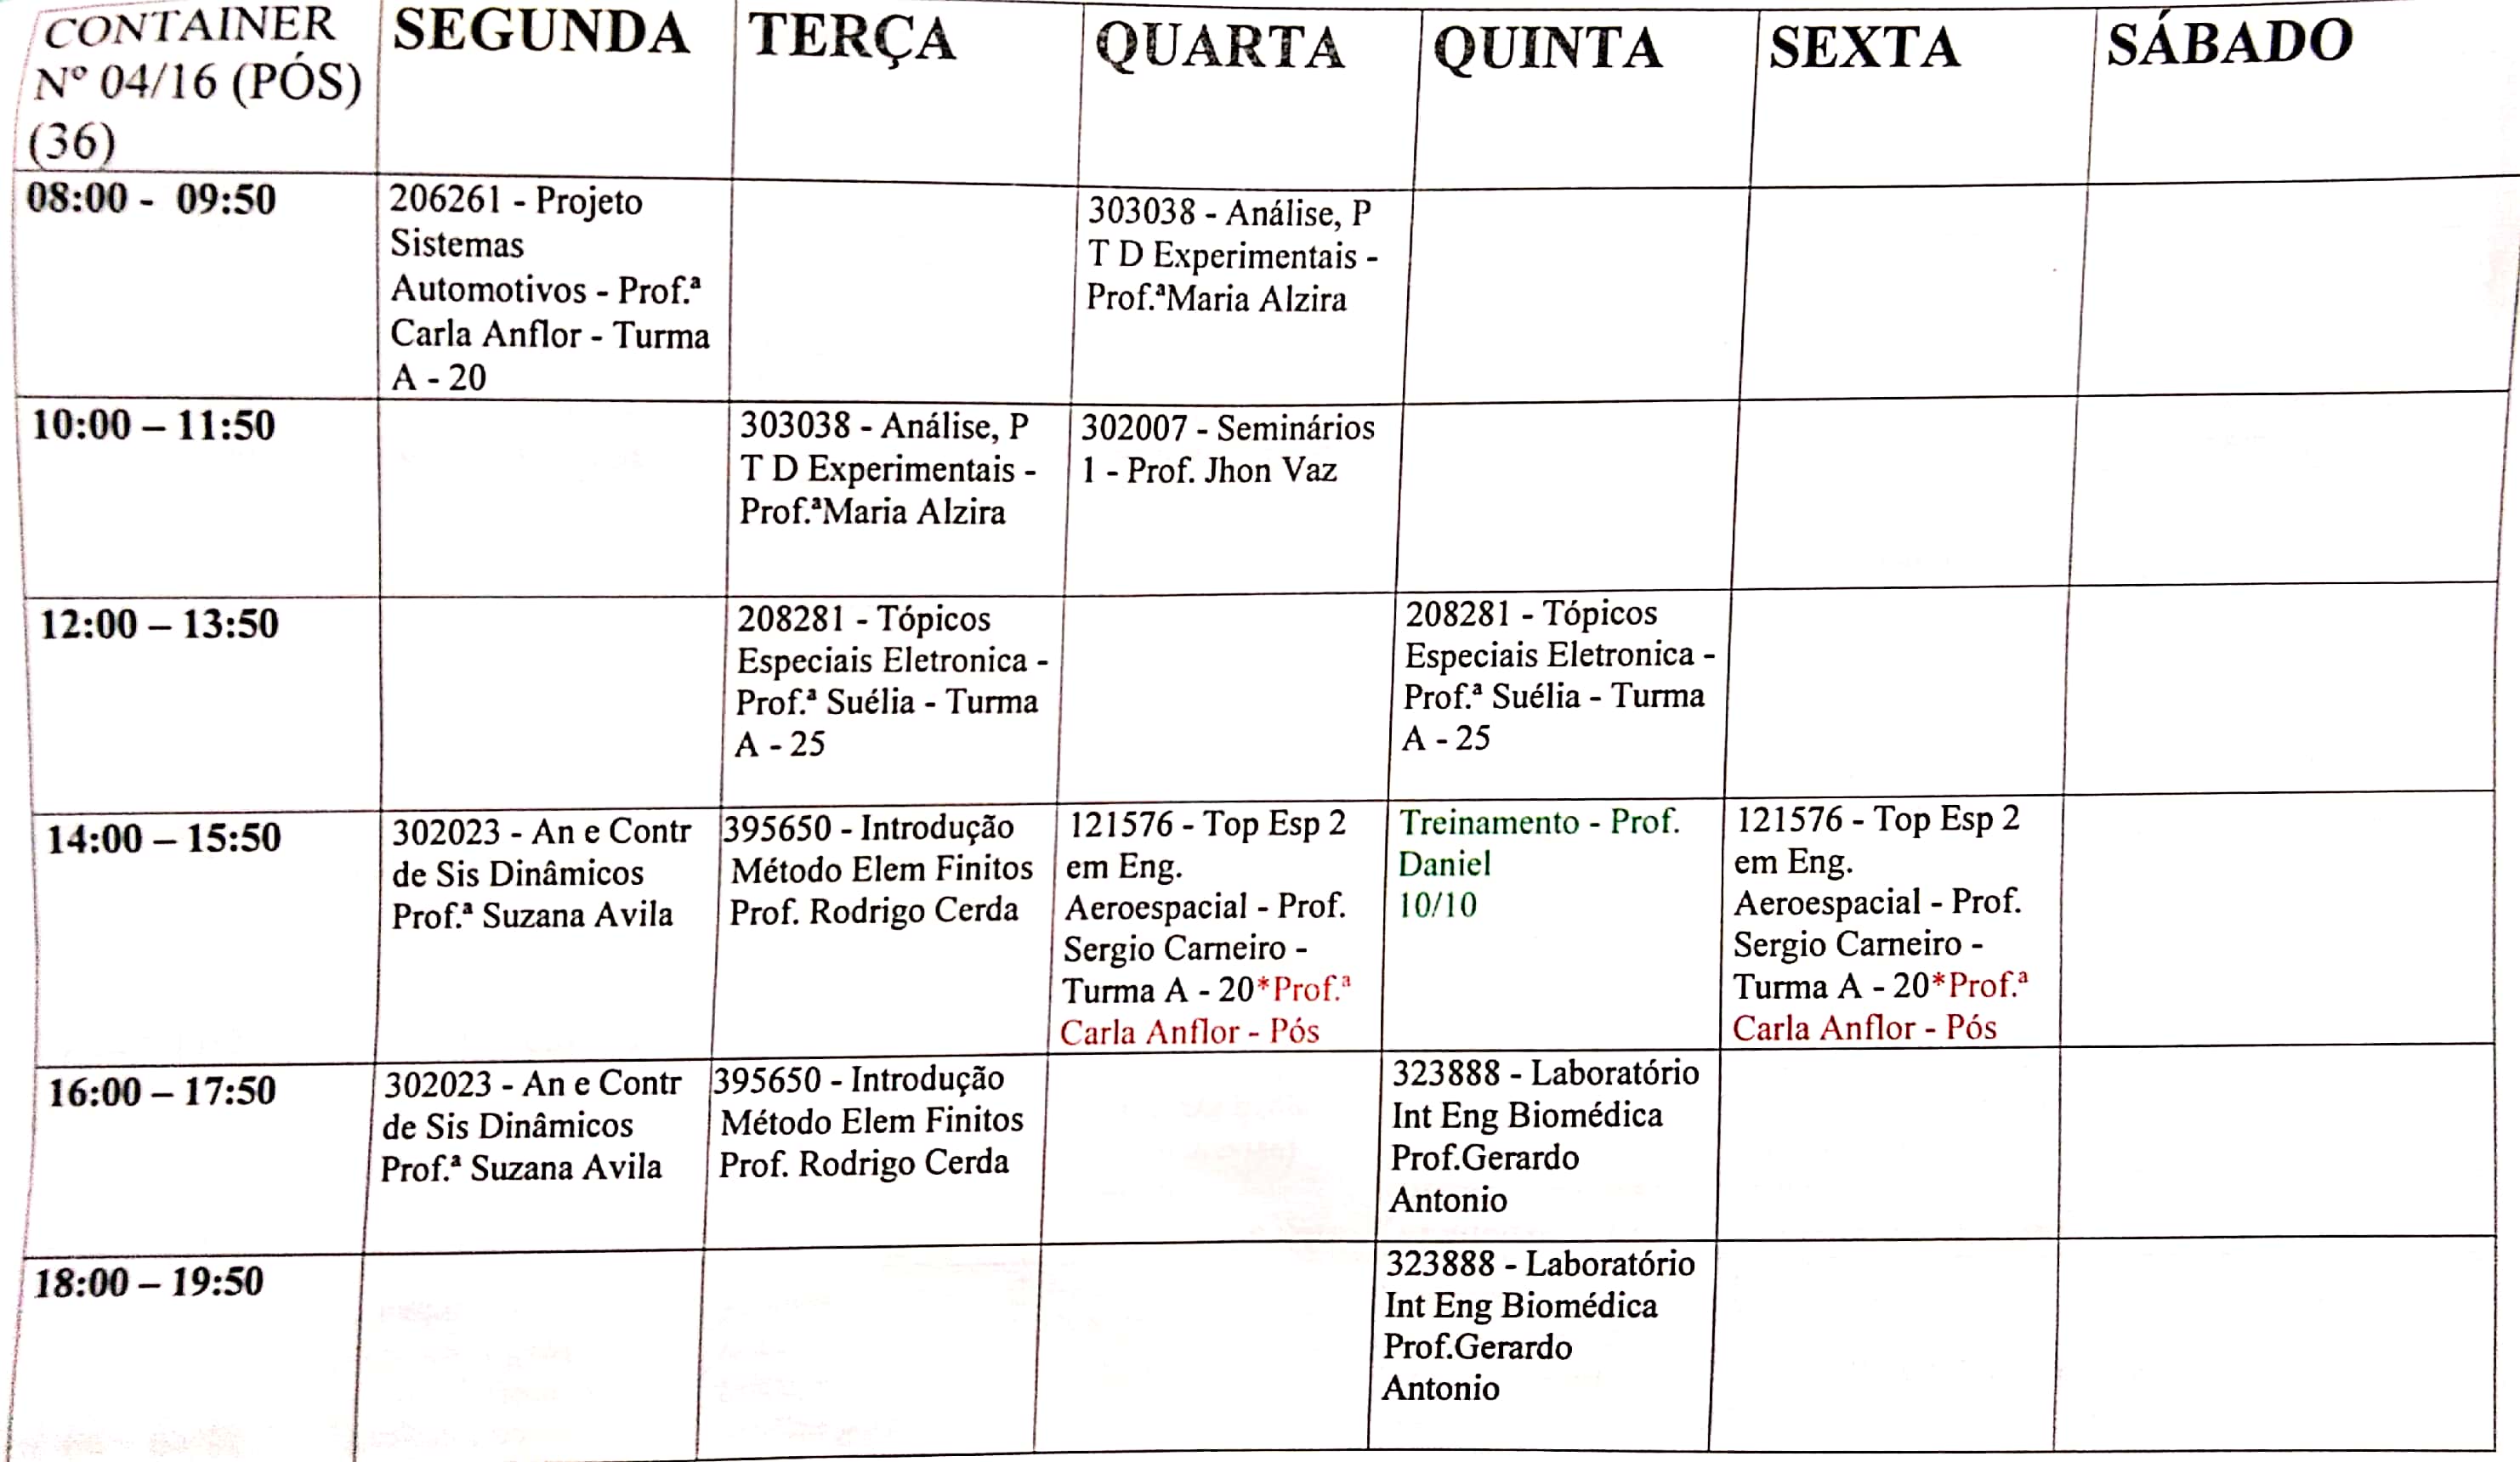 CONTAINER
Nº 04/16 (PÓS)
(36)
SEGUNDA
TERÇA
QUARTA
QUINTA
SEXTA
SÁBADO
08:00 - 09:50
206261 - Projeto
Sistemas
Automotivos - Prof.ª
Carla Anflor - Turma
A - 20
303038 - Análise, P
T D Experimentais -
Prof.ªMaria Alzira
10:00 – 11:50
303038 - Análise, P
T D Experimentais -
Prof.ªMaria Alzira
302007 - Seminários
1 - Prof. Jhon Vaz
12:00 – 13:50
208281 - Tópicos
Especiais Eletronica -
Prof.ª Suélia - Turma
A - 25
208281 - Tópicos
Especiais Eletronica -
Prof.ª Suélia - Turma
A - 25
14:00 – 15:50
302023 - An e Contr
de Sis Dinâmicos
Prof.ª Suzana Avila
395650 - Introdução
Método Elem Finitos
Prof. Rodrigo Cerda
121576 - Top Esp 2
em Eng.
Aeroespacial - Prof.
Sergio Carneiro -
Turma A - 20*Prof.ª
Carla Anflor - Pós
Treinamento - Prof.
Daniel
10/10
121576 - Top Esp 2
em Eng.
Aeroespacial - Prof.
Sergio Carneiro -
Turma A - 20*Prof.ª
Carla Anflor - Pós
16:00 – 17:50
302023 - An e Contr
de Sis Dinâmicos
Prof.ª Suzana Avila
395650 - Introdução
Método Elem Finitos
Prof. Rodrigo Cerda
323888 - Laboratório
Int Eng Biomédica
Prof.Gerardo
Antonio
18:00 – 19:50
323888 - Laboratório
Int Eng Biomédica
Prof.Gerardo
Antonio